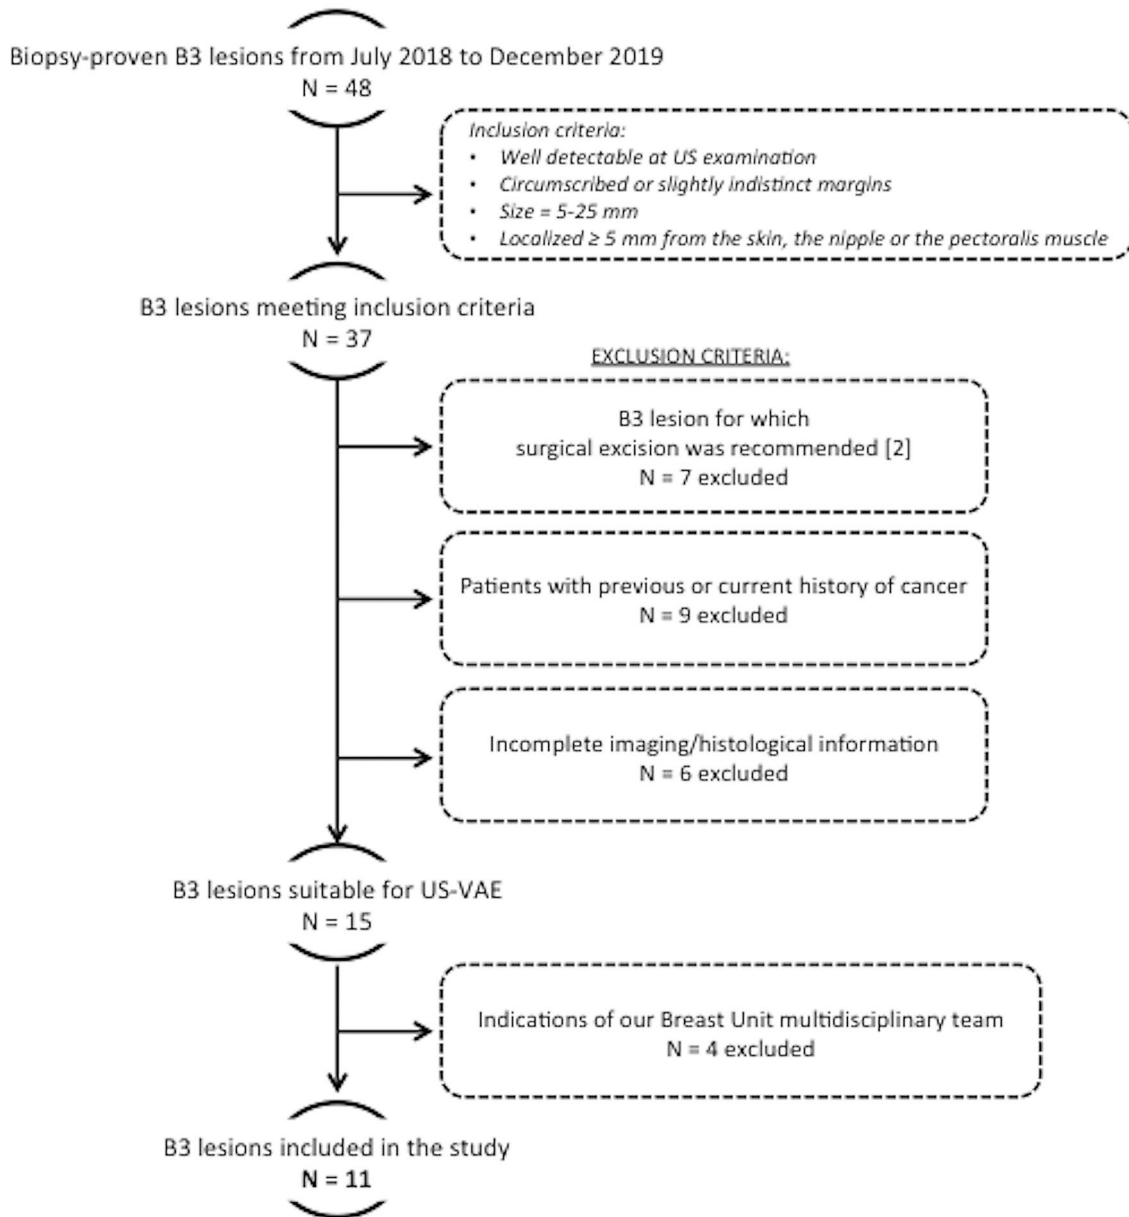 Biopsy-proven B3 lesions from July 2018 to December 2019
N = 48
Inclusion criteria:
• Well detectable at US examination
• Circumscribed or slightly indistinct margins
• Size = 5-25 mm
• Localized ≥ 5 mm from the skin, the nipple or the pectoralis muscle
B3 lesions meeting inclusion criteria
N = 37
EXCLUSION CRITERIA:
B3 lesion for which
surgical excision was recommended [2]
N = 7 excluded
Patients with previous or current history of cancer
N = 9 excluded
Incomplete imaging/histological information
N = 6 excluded
B3 lesions suitable for US-VAE
N = 15
Indications of our Breast Unit multidisciplinary team
N = 4 excluded
B3 lesions included in the study
N = 11